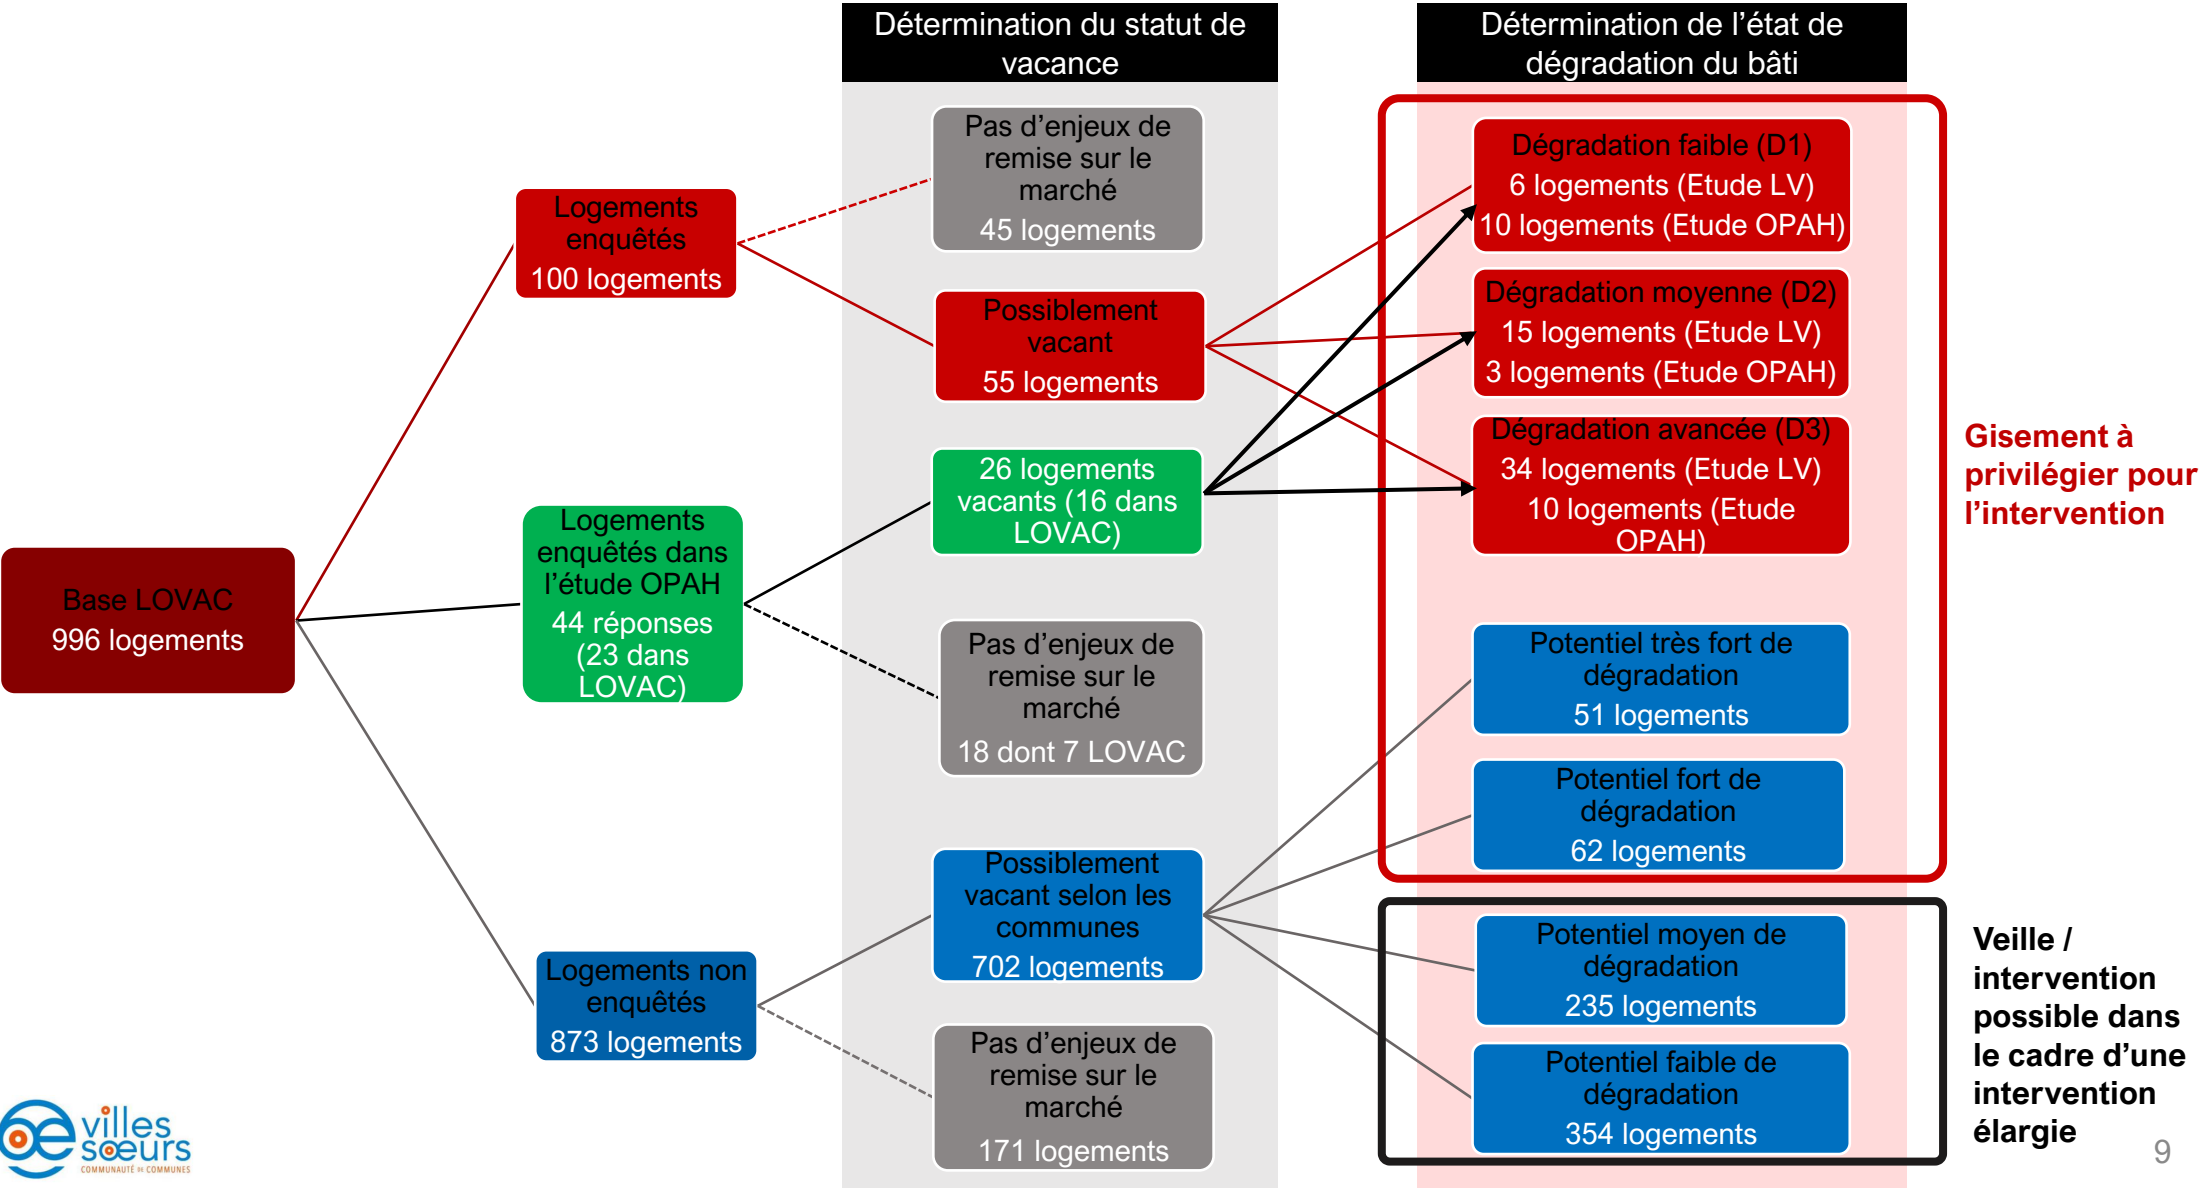 Détermination du statut de
vacance
Détermination de l'état de
dégradation du bâti
Pas d'enjeux de
remise sur le
marché
45 logements
Dégradation faible (D1)
6 logements (Etude LV)
10 logements (Etude OPAH)
Logements
enquêtés
100 logements
Possiblement
vacant
55 logements
Dégradation moyenne (D2)
15 logements (Etude LV)
3 logements (Etude OPAH)
Dégradation avancée (D3)
34 logements (Etude LV)
10 logements (Etude
OPAH)
Gisement à
privilégier pour
l'intervention
26 logements
vacants (16 dans
LOVAC)
Logements
enquêtés dans
l'étude OPAH
44 réponses
(23 dans
LOVAC)
Base LOVAC
996 logements
Pas d'enjeux de
remise sur le
marché
18 dont 7 LOVAC
Potentiel très fort de
dégradation
51 logements
Potentiel fort de
dégradation
62 logements
Possiblement
vacant selon les
communes
702 logements
Logements non
enquêtés
873 logements
Potentiel moyen de
dégradation
235 logements
Pas d'enjeux de
remise sur le
marché
171 logements
Potentiel faible de
dégradation
354 logements
Veille /
intervention
possible dans
le cadre d'une
intervention
élargie
villes
sœurs
COMMUNAUTÉ DE COMMUNES
9